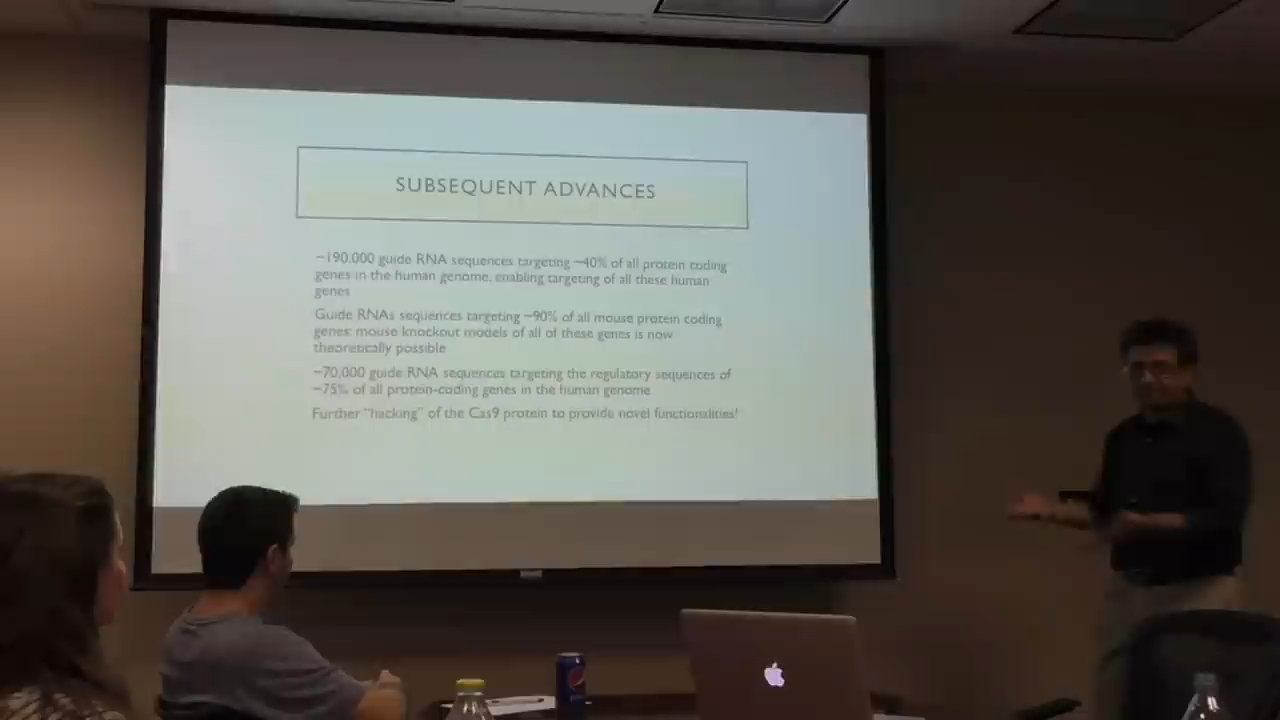 SUBSEQUENT ADVANCES
~190,000 guide RNA sequences targeting ~40% of all protein coding
genes in the human genome, enabling targeting of all these human
genes
Guide RNAs sequences targeting ~90% of all mouse protein coding
genes: mouse knockout models of all of these genes is now
theoretically possible
~70,000 guide RNA sequences targeting the regulatory sequences of
~75% of all protein-coding genes in the human genome
Further "hacking" of the Cas9 protein to provide novel functionalities!